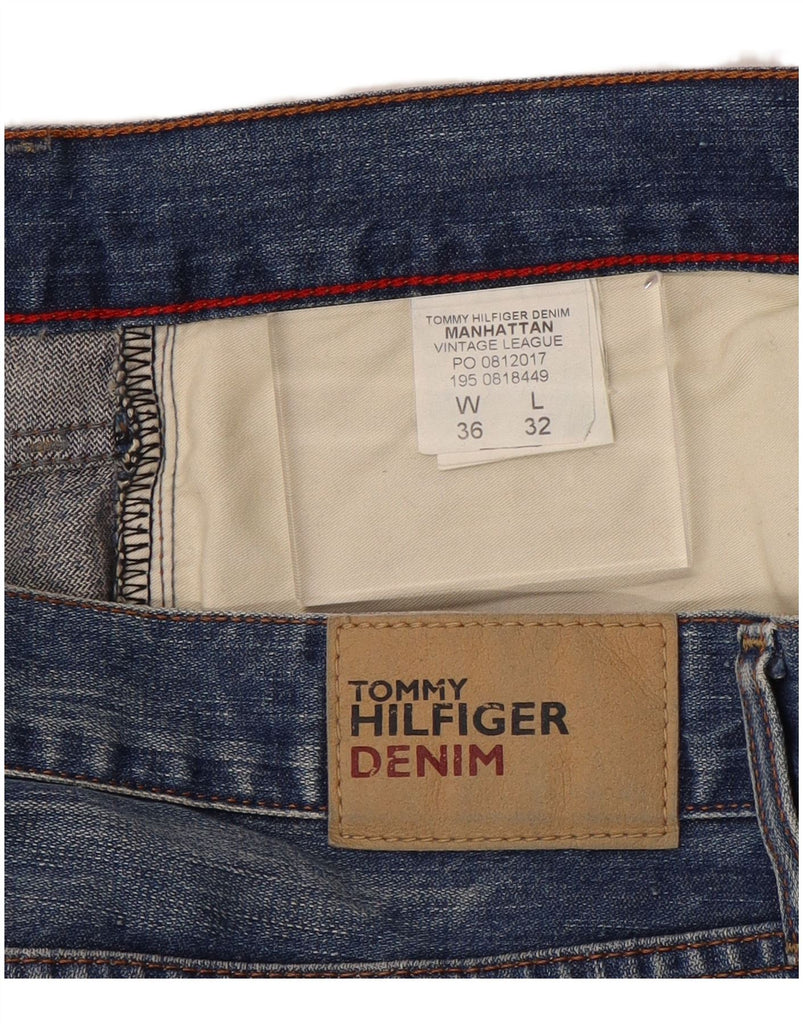 TOMMY HILFIGER DENIM
MANHATTAN
VINTAGE LEAGUE
PO 0812017
195 0818449
W L
36 32
TOMMY
HILFIGER
DENIM